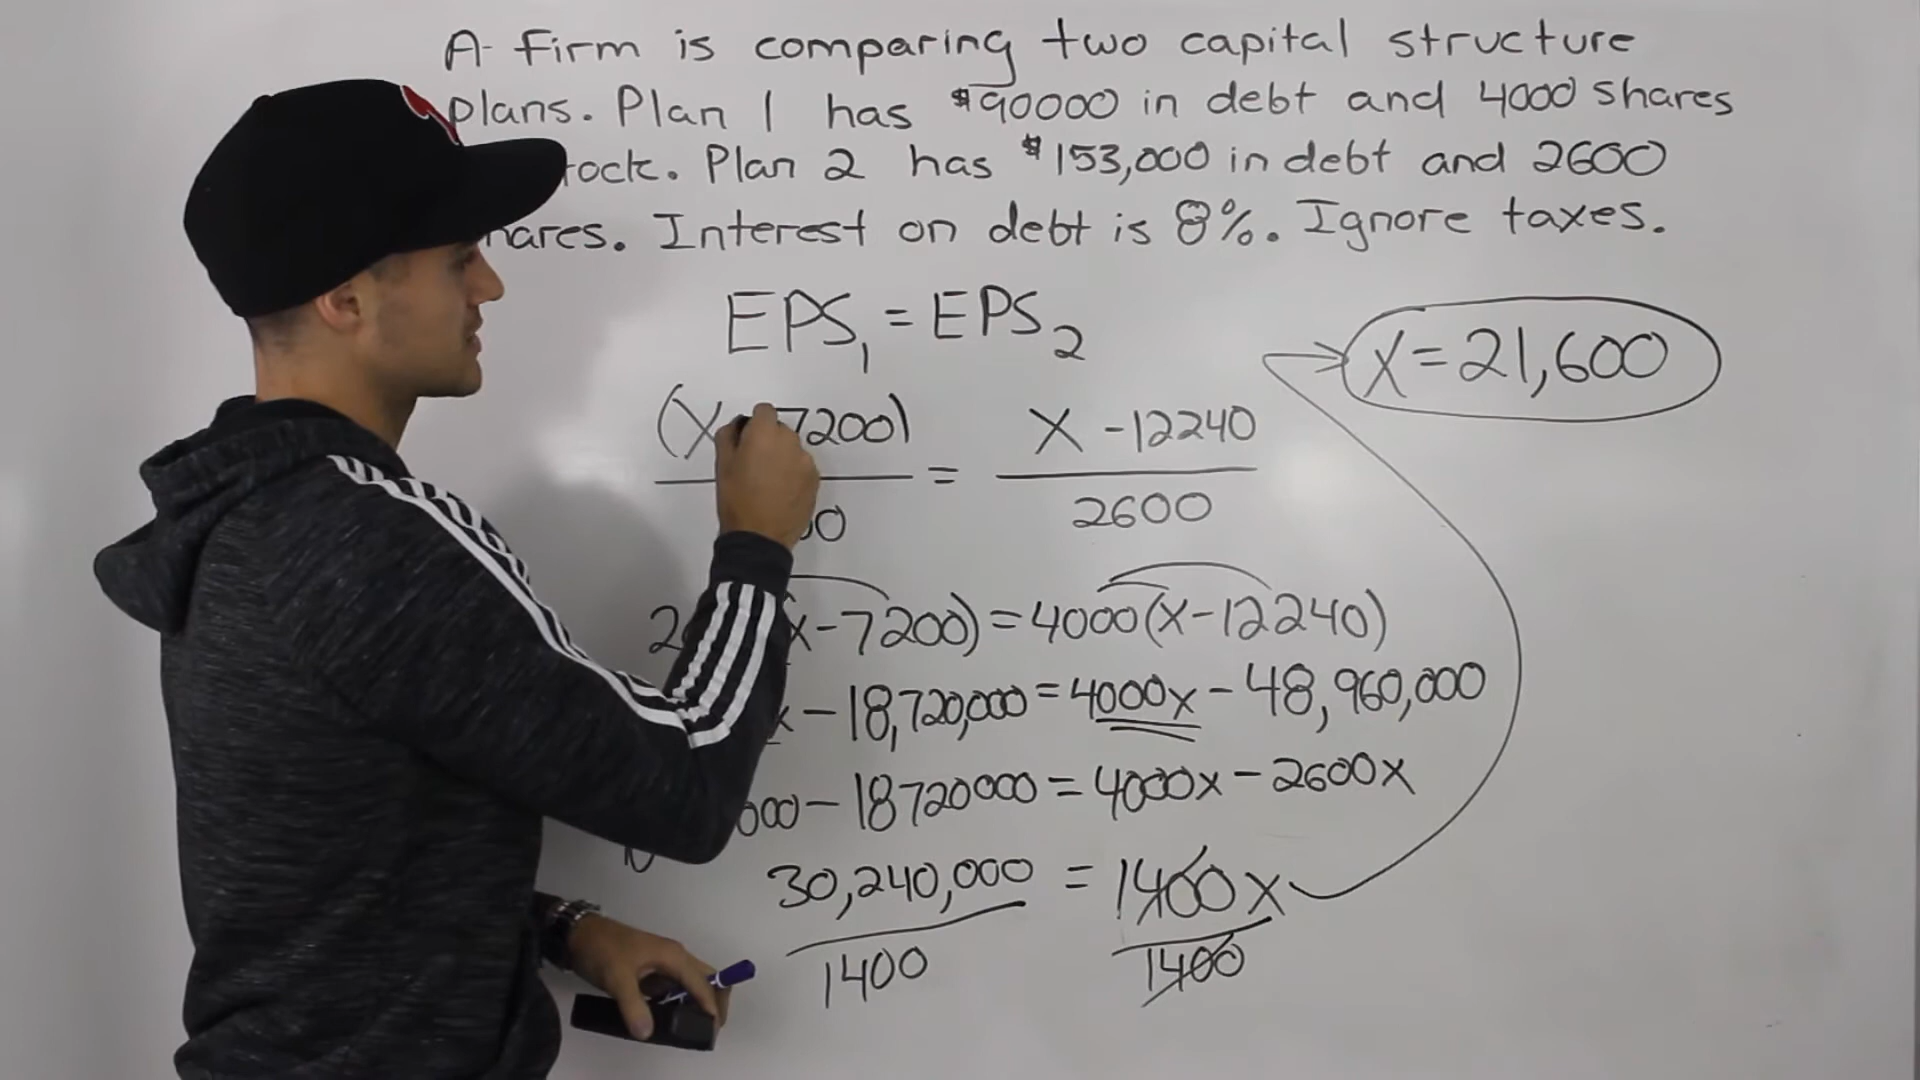 A firm is comparing two capital structure
plans. Plan 1 has $90000 in debt and 4000 shares
tock. Plan 2 has $153,000 in debt and 2600
hares. Interest on debt is 8%. Ignore taxes.
EPS₁ = EPS₂
X = 21,600
(X 7200) = X - 12240
00 2600
2 x - 7200) = 4000(x - 12240)
x - 18,720,000 = 4000x - 48,960,000
000 - 18720000 = 4000x - 2600x
30,240,000 = 1400x
1400 1400